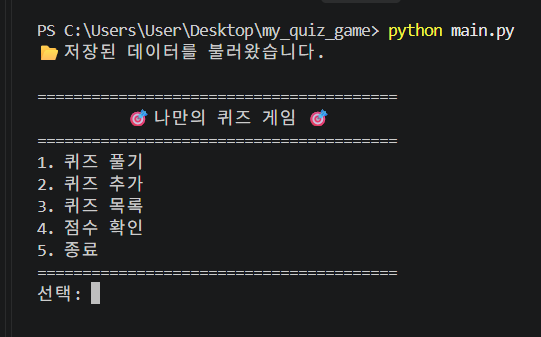 PS C:\Users\User\Desktop\my_quiz_game> python main.py
📂 저장된 데이터를 불러왔습니다.
========================================
🎯 나만의 퀴즈 게임 🎯
========================================
1. 퀴즈 풀기
2. 퀴즈 추가
3. 퀴즈 목록
4. 점수 확인
5. 종료
========================================
선택: